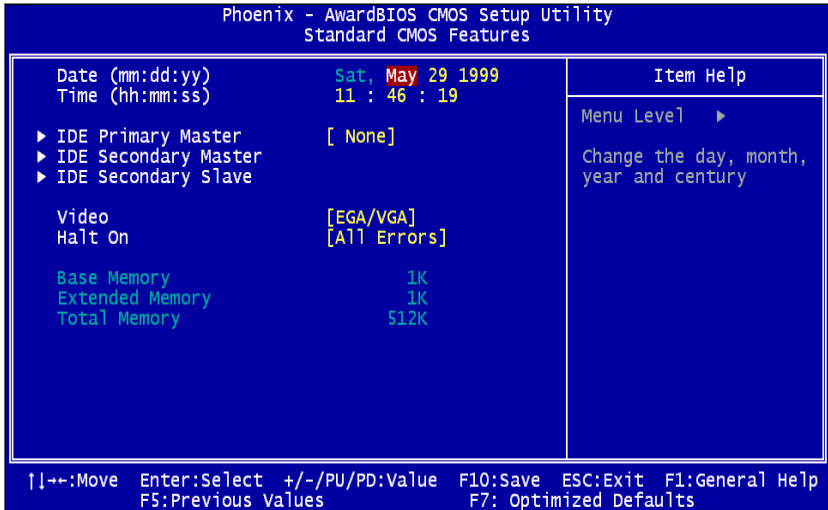 Phoenix - AwardBIOS CMOS Setup Utility
Standard CMOS Features
Date (mm:dd:yy) Sat, May 29 1999
Time (hh:mm:ss) 11 : 46 : 19
▶ IDE Primary Master [ None]
▶ IDE Secondary Master
▶ IDE Secondary Slave
Video [EGA/VGA]
Halt On [All Errors]
Base Memory 1K
Extended Memory 1K
Total Memory 512K
Item Help
Menu Level ▶
Change the day, month,
year and century
↑↓→←:Move Enter:Select +/-/PU/PD:Value F10:Save ESC:Exit F1:General Help
F5:Previous Values F7: Optimized Defaults